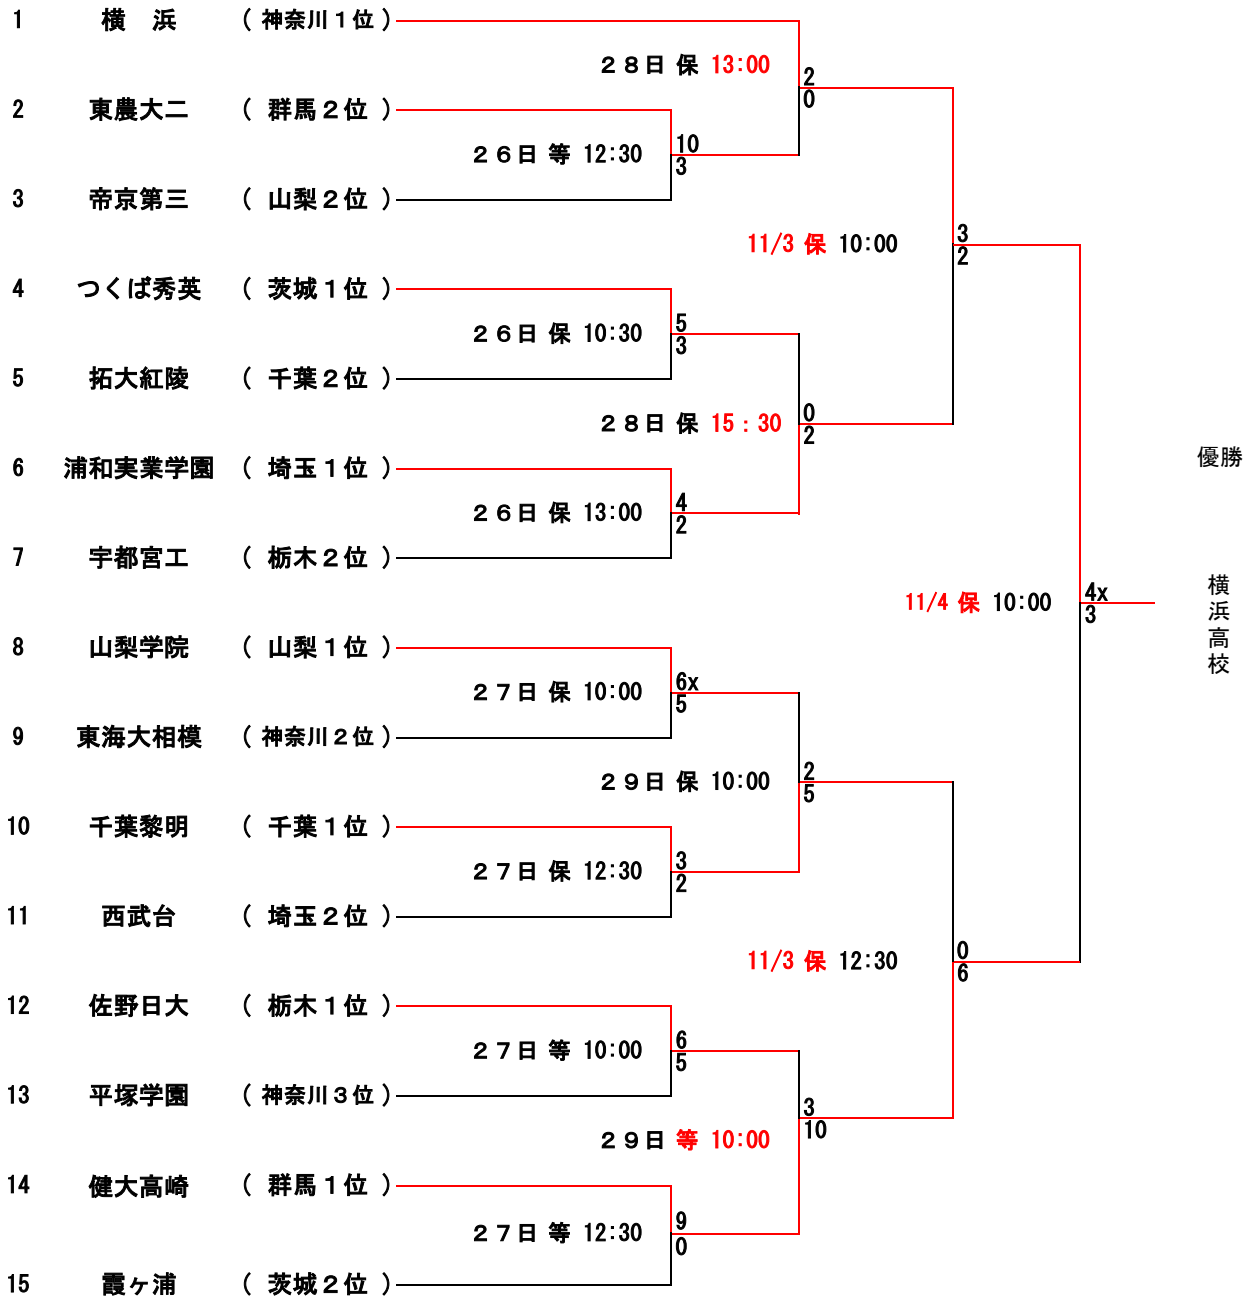 1 横　浜 ( 神奈川１位 )
２８日 保 13:00
2
0
2 東農大二 ( 群馬２位 )
２６日 等 12:30
10
3
3 帝京第三 ( 山梨２位 )
11/3 保 10:00
3
2
4 つくば秀英 ( 茨城１位 )
２６日 保 10:30
5
3
5 拓大紅陵 ( 千葉２位 )
２８日 保 15：30
0
2
6 浦和実業学園 ( 埼玉１位 )
２６日 保 13:00
4
2
7 宇都宮工 ( 栃木２位 )
11/4 保 10:00
4x
3
優勝
横浜高校
8 山梨学院 ( 山梨１位 )
２７日 保 10:00
6x
5
9 東海大相模 ( 神奈川２位 )
２９日 保 10:00
2
5
10 千葉黎明 ( 千葉１位 )
２７日 保 12:30
3
2
11 西武台 ( 埼玉２位 )
11/3 保 12:30
0
6
12 佐野日大 ( 栃木１位 )
２７日 等 10:00
6
5
13 平塚学園 ( 神奈川３位 )
２９日 等 10:00
3
10
14 健大高崎 ( 群馬１位 )
２７日 等 12:30
9
0
15 霞ヶ浦 ( 茨城２位 )